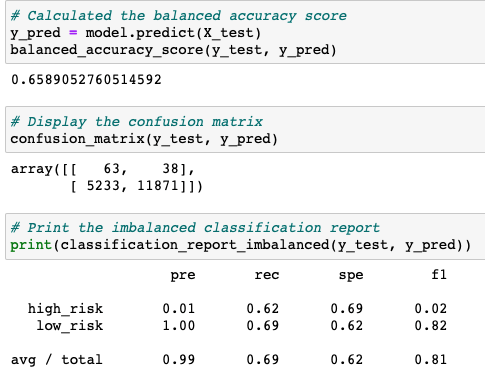 # Calculated the balanced accuracy score
y_pred = model.predict(X_test)
balanced_accuracy_score(y_test, y_pred)
0.6589052760514592
# Display the confusion matrix
confusion_matrix(y_test, y_pred)
array([[   63,    38],
       [ 5233, 11871]])
# Print the imbalanced classification report
print(classification_report_imbalanced(y_test, y_pred))
pre rec spe f1
high_risk 0.01 0.62 0.69 0.02
low_risk 1.00 0.69 0.62 0.82
avg / total 0.99 0.69 0.62 0.81